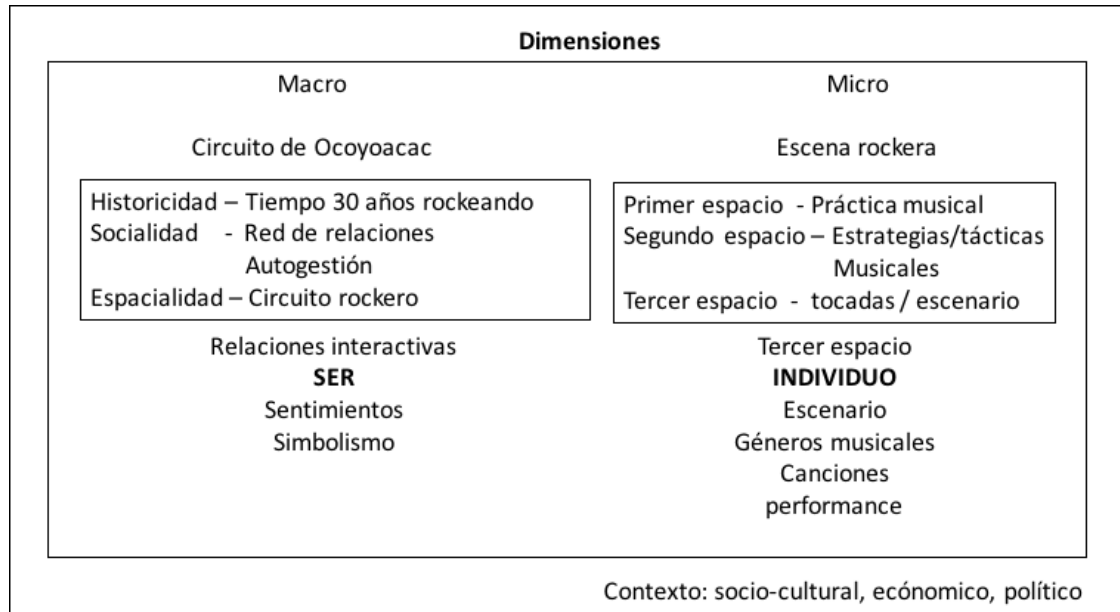 Dimensiones
Macro
Circuito de Ocoyoacac
Historicidad – Tiempo 30 años rockeando
Socialidad - Red de relaciones
Autogestión
Espacialidad – Circuito rockero
Relaciones interactivas
SER
Sentimientos
Simbolismo
Micro
Escena rockera
Primer espacio - Práctica musical
Segundo espacio – Estrategias/tácticas
Musicales
Tercer espacio - tocadas / escenario
Tercer espacio
INDIVIDUO
Escenario
Géneros musicales
Canciones
performance
Contexto: socio-cultural, ecónomico, político